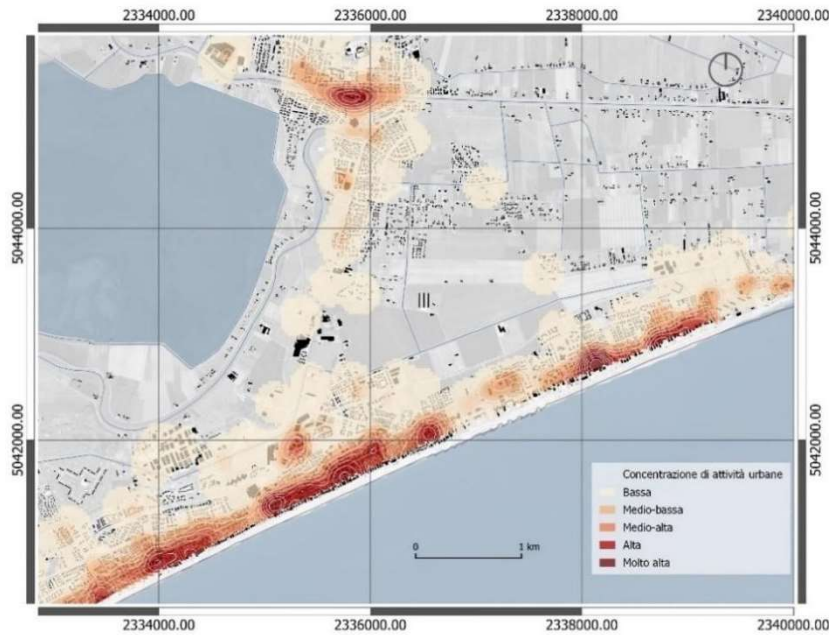 2334000.00 2336000.00 2338000.00 2340000.00
5044000.00 5044000.00
5042000.00 5042000.00
Concentrazione di attività urbane
Bassa
Medio-bassa
Medio-alta
Alta
Molto alta
0 1 km
2334000.00 2336000.00 2338000.00 2340000.00